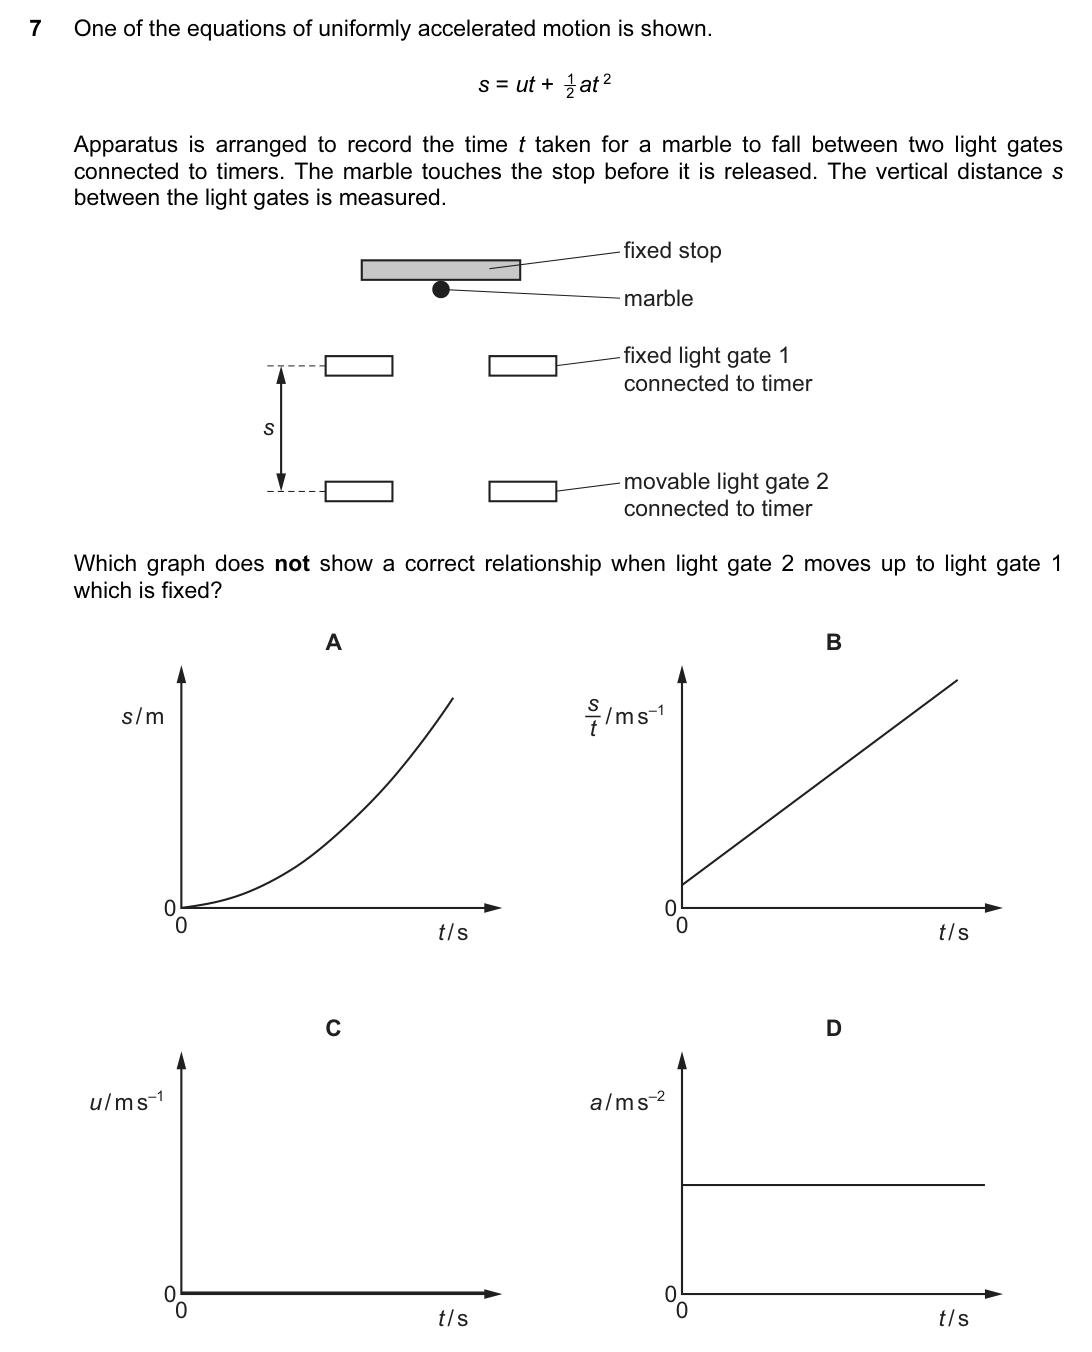 7 One of the equations of uniformly accelerated motion is shown.
s = ut + ½at²
Apparatus is arranged to record the time t taken for a marble to fall between two light gates
connected to timers. The marble touches the stop before it is released. The vertical distance s
between the light gates is measured.
fixed stop
marble
fixed light gate 1
connected to timer
s
movable light gate 2
connected to timer
Which graph does not show a correct relationship when light gate 2 moves up to light gate 1
which is fixed?
A
s/m
0
0
t/s
B
s/t /ms⁻¹
0
0
t/s
C
u/ms⁻¹
0
0
t/s
D
a/ms⁻²
0
0
t/s